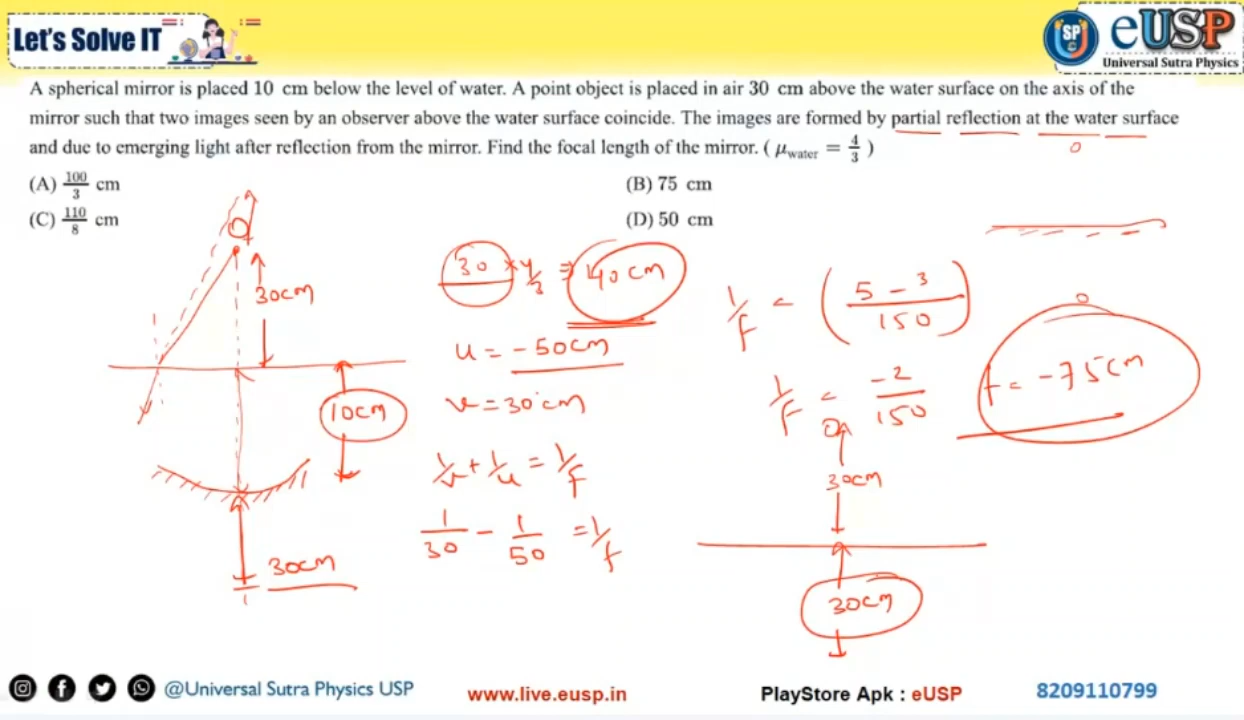 Let's Solve IT
SP
eUSP
Universal Sutra Physics
A spherical mirror is placed 10 cm below the level of water. A point object is placed in air 30 cm above the water surface on the axis of the
mirror such that two images seen by an observer above the water surface coincide. The images are formed by partial reflection at the water surface
and due to emerging light after reflection from the mirror. Find the focal length of the mirror. ( μwater = 4/3 )
(A) 100/3 cm
(B) 75 cm
(C) 110/8 cm
(D) 50 cm
30cm
10cm
30cm
30 × 4/3 ⇒ 40cm
u = -50cm
v = 30cm
1/v + 1/u = 1/f
1/30 - 1/50 = 1/f
1/f = (5-3/150)
1/f = -2/150
f = -75cm
30cm
30cm
@Universal Sutra Physics USP
www.live.eusp.in
PlayStore Apk : eUSP
8209110799